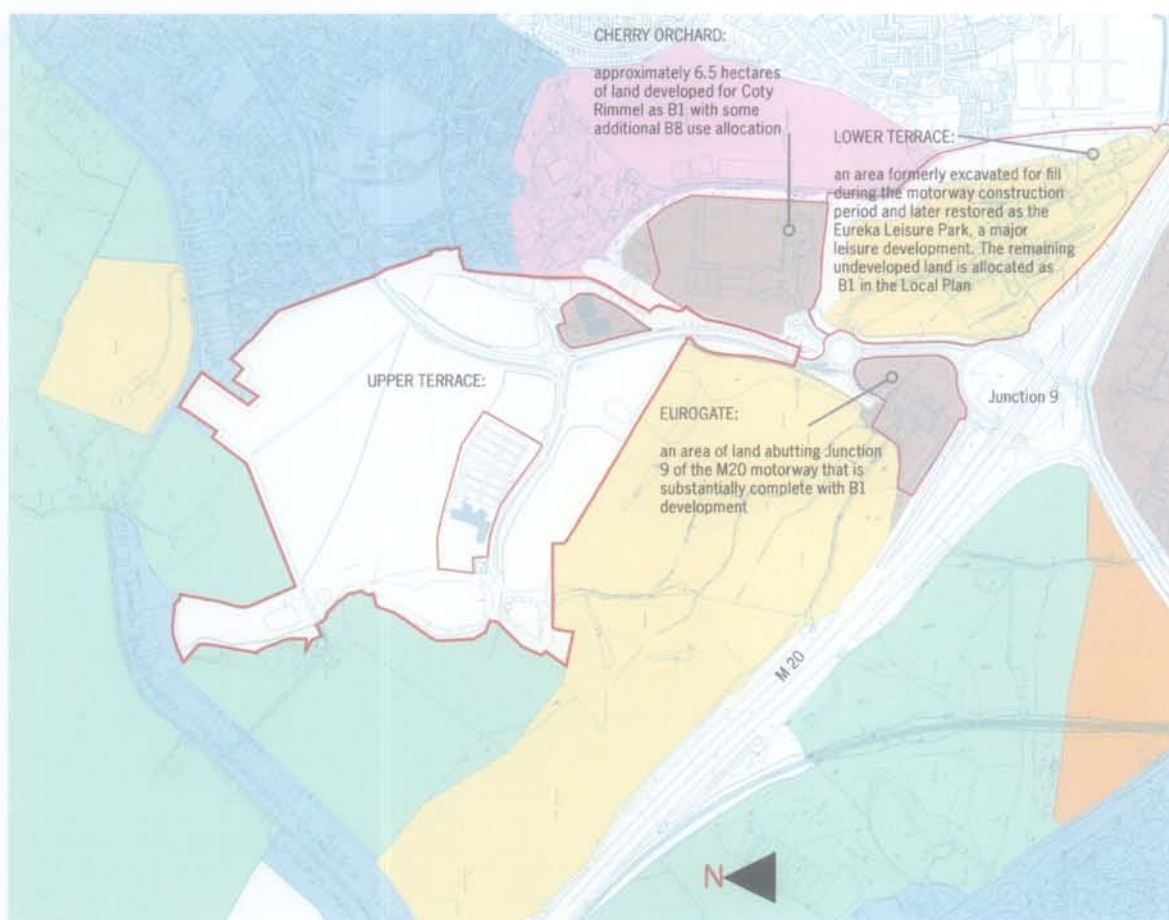 CHERRY ORCHARD:
approximately 6.5 hectares
of land developed for Coty
Rimmel as B1 with some
additional B8 use allocation
LOWER TERRACE:
an area formerly excavated for fill
during the motorway construction
period and later restored as the
Eureka Leisure Park, a major
leisure development. The remaining
undeveloped land is allocated as
B1 in the Local Plan
UPPER TERRACE:
EUROGATE:
an area of land abutting Junction
9 of the M20 motorway that is
substantially complete with B1
development
Junction 9
M 20
N